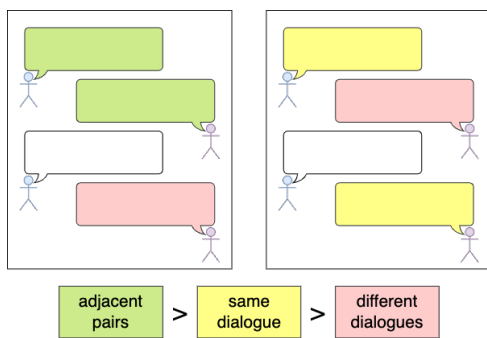 adjacent
pairs
>
same
dialogue
>
different
dialogues